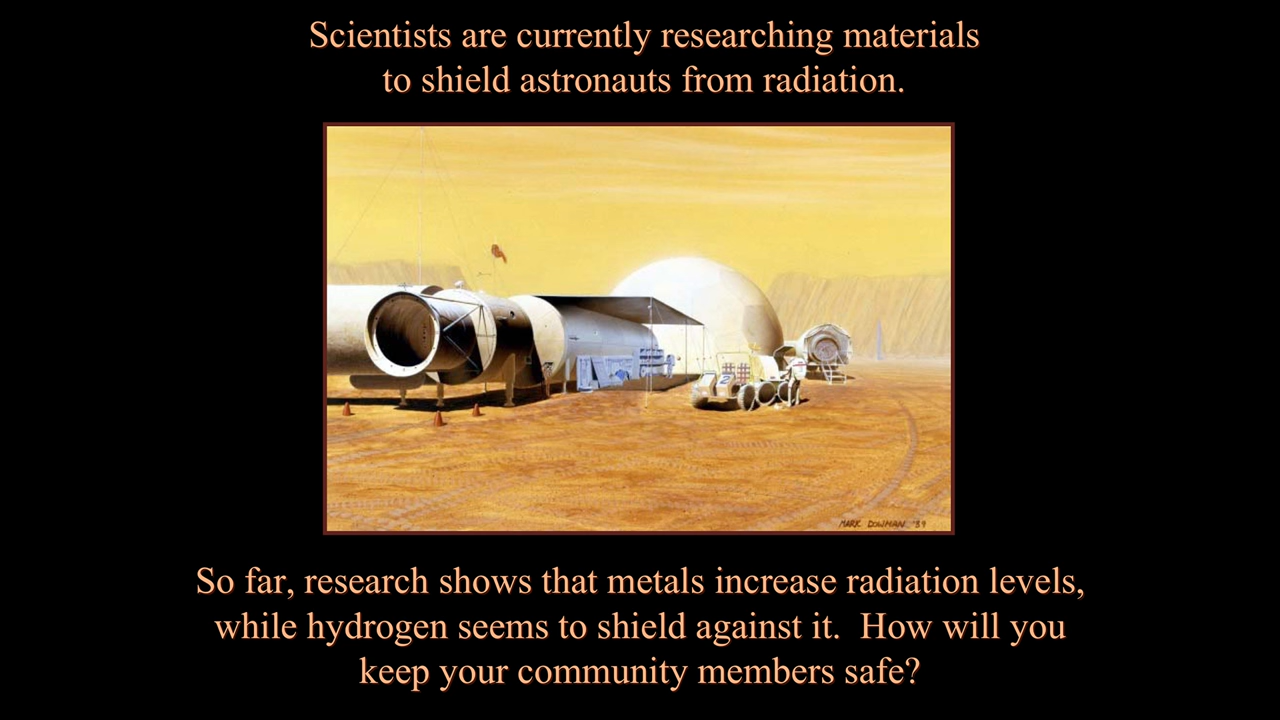 Scientists are currently researching materials
to shield astronauts from radiation.
2
MARK DOWMAN '89
So far, research shows that metals increase radiation levels,
while hydrogen seems to shield against it.  How will you
keep your community members safe?